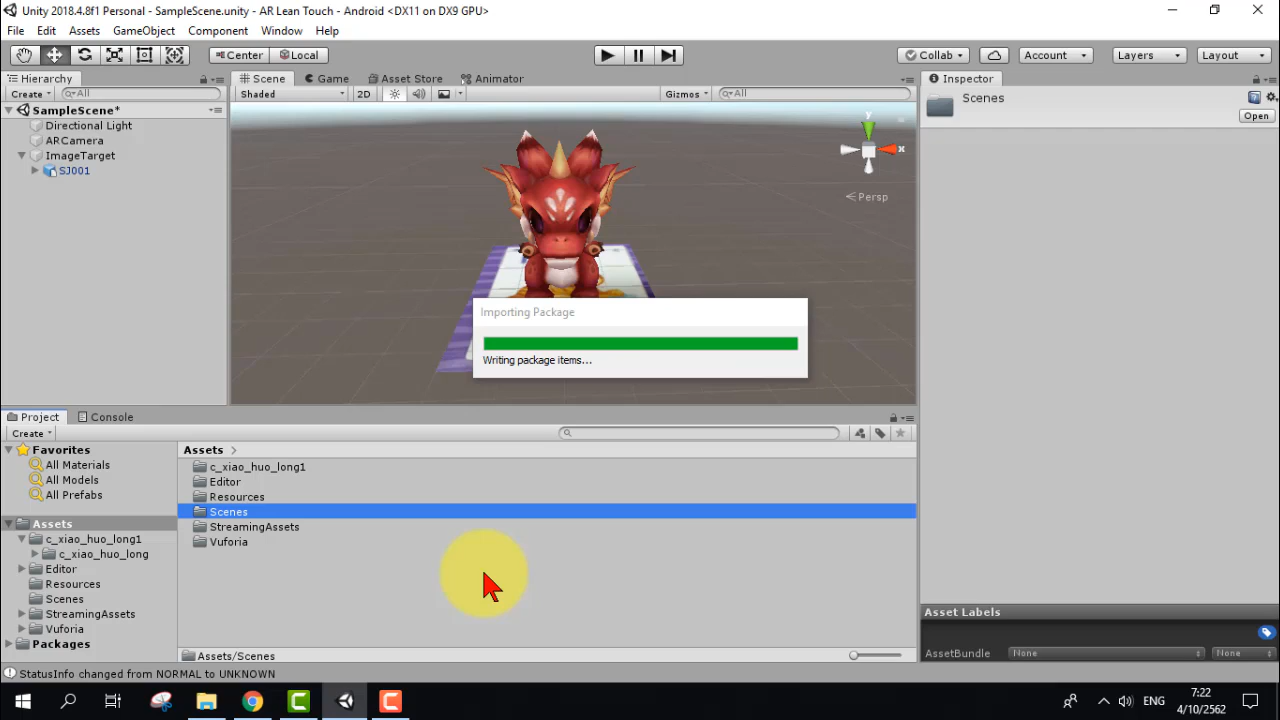 Unity 2018.4.8f1 Personal - SampleScene.unity - AR Lean Touch - Android <DX11 on DX9 GPU>
File Edit Assets GameObject Component Window Help
Center Local Collab Account Layers Layout
Hierarchy
Create All
SampleScene*
Directional Light
ARCamera
ImageTarget
SJ001
Scene Game Asset Store Animator
Shaded 2D Gizmos All
y
x
Persp
Inspector
Scenes
Open
Importing Package
Writing package items...
Project Console
Create
Favorites
All Materials
All Models
All Prefabs
Assets
c_xiao_huo_long1
c_xiao_huo_long
Editor
Resources
Scenes
StreamingAssets
Vuforia
Packages
Assets
c_xiao_huo_long1
Editor
Resources
Scenes
StreamingAssets
Vuforia
Assets/Scenes
Asset Labels
AssetBundle None None
StatusInfo changed from NORMAL to UNKNOWN
ENG
7:22
4/10/2562